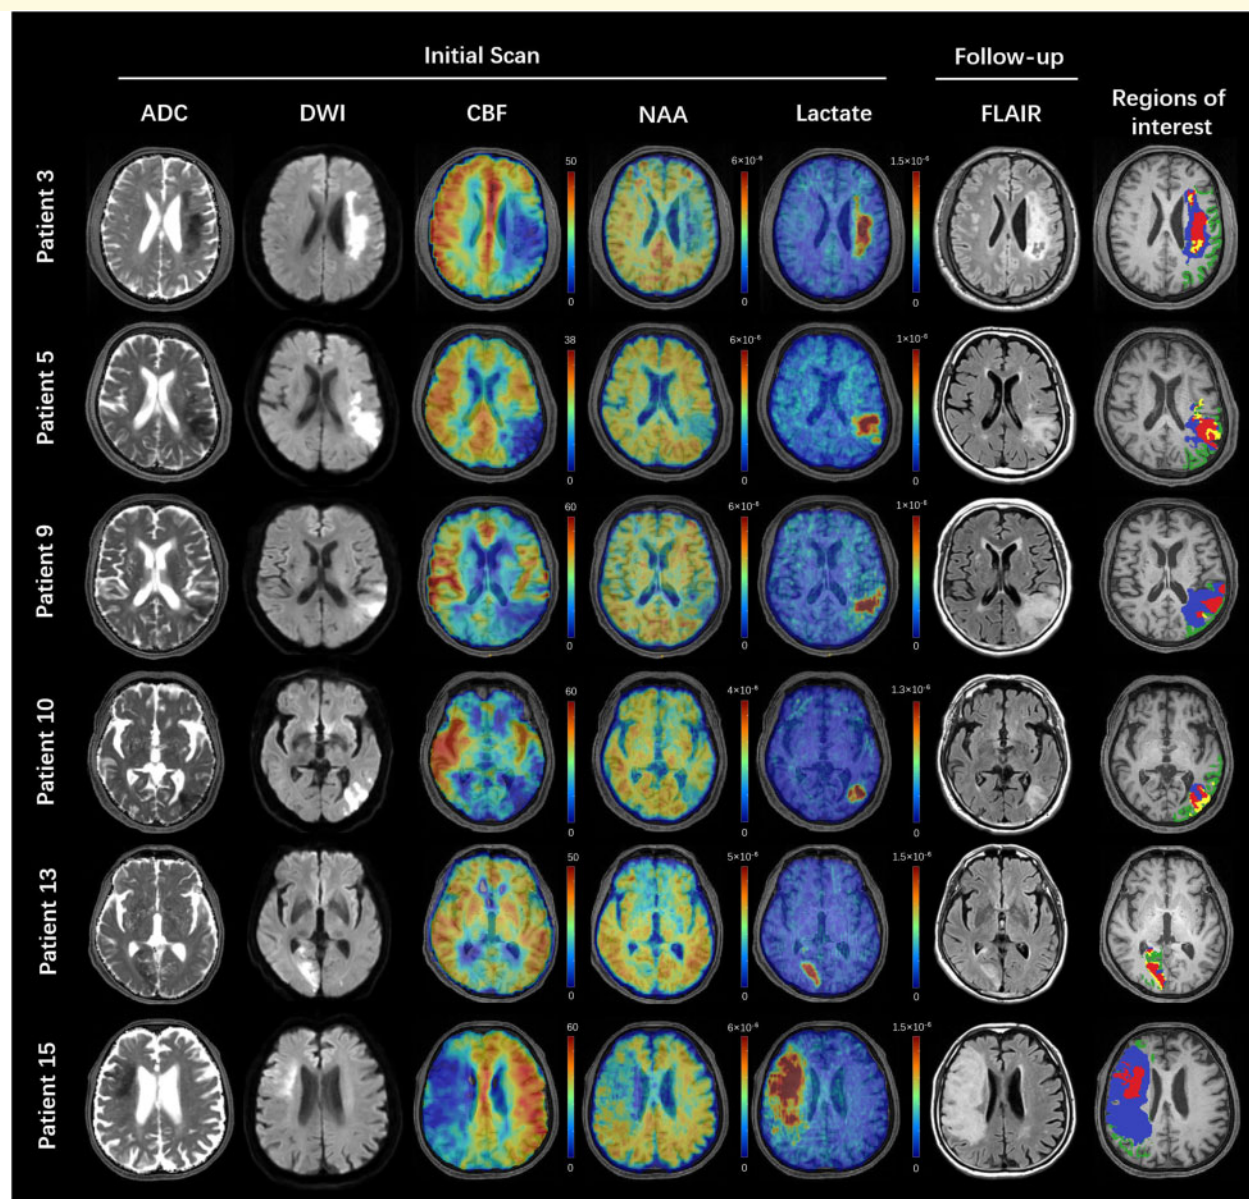 Initial Scan
Follow-up
ADC
DWI
CBF
NAA
Lactate
FLAIR
Regions of
interest
Patient 3
50
0
6×10⁻⁶
0
1.5×10⁻⁶
0
Patient 5
38
0
6×10⁻⁶
0
1×10⁻⁶
0
Patient 9
60
0
6×10⁻⁶
0
1×10⁻⁶
0
Patient 10
60
0
4×10⁻⁶
0
1.3×10⁻⁶
0
Patient 13
50
0
5×10⁻⁶
0
1.5×10⁻⁶
0
Patient 15
60
0
6×10⁻⁶
0
1.5×10⁻⁶
0